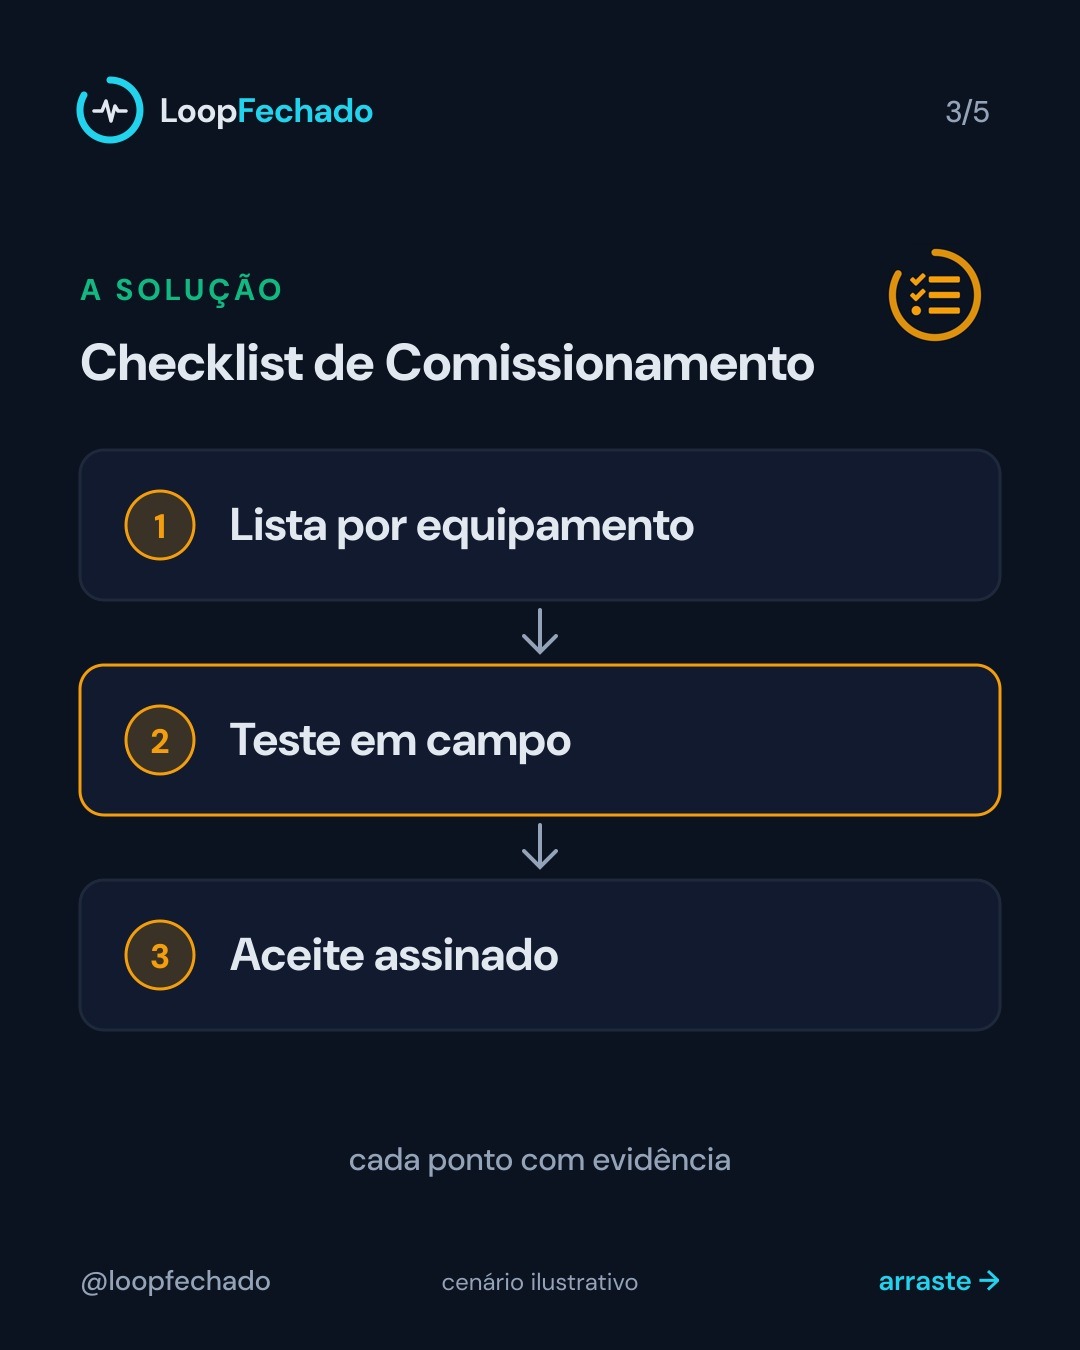 LoopFechado
3/5
A SOLUÇÃO
Checklist de Comissionamento
1 Lista por equipamento
2 Teste em campo
3 Aceite assinado
cada ponto com evidência
@loopfechado
cenário ilustrativo
arraste →